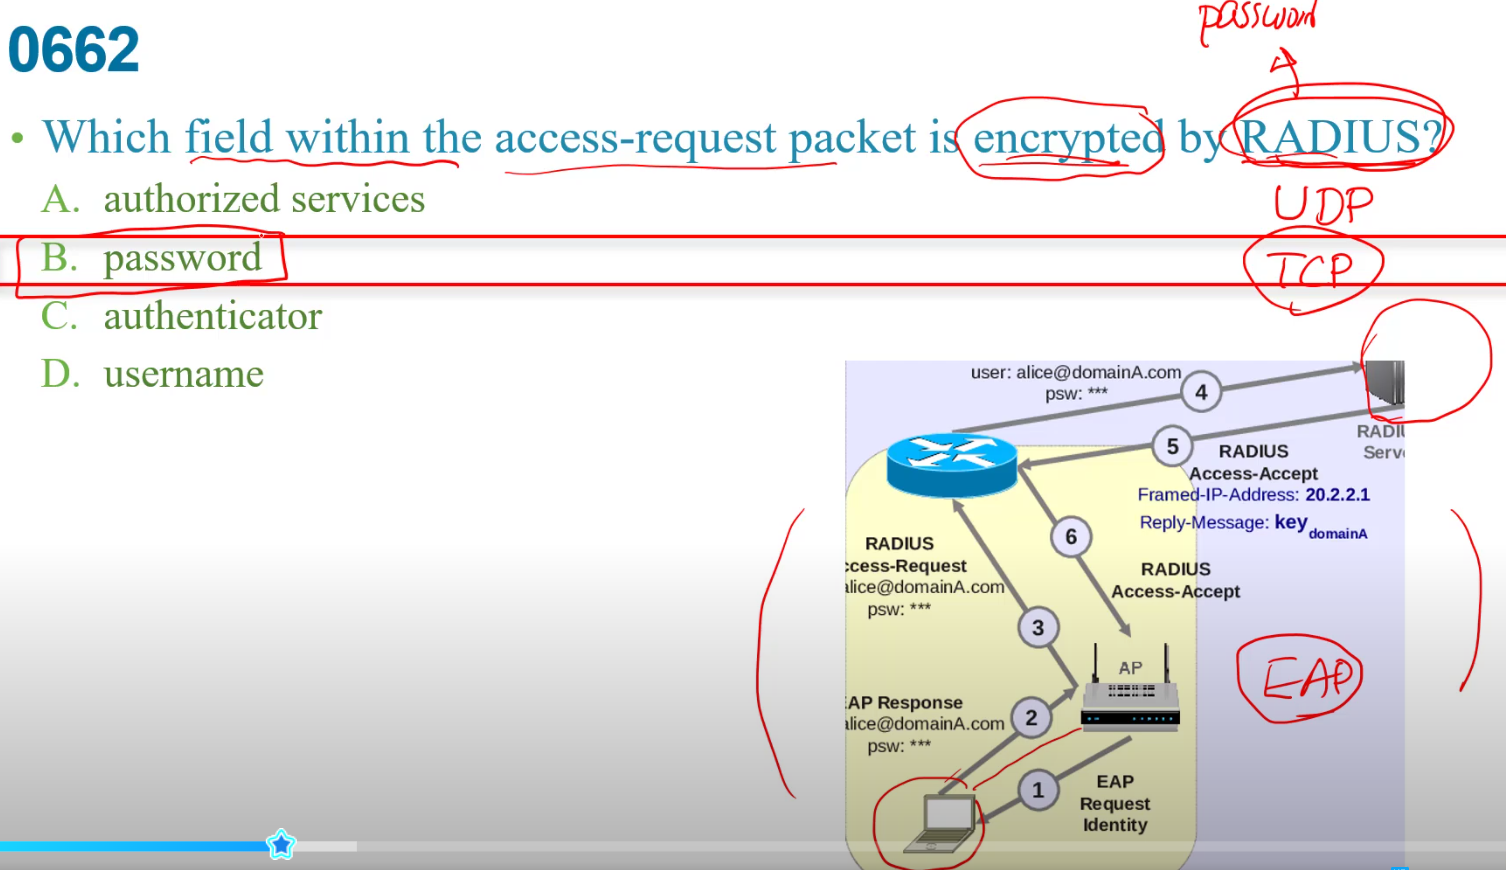 password
0662
• Which field within the access-request packet is encrypted by RADIUS?
A. authorized services
UDP
B. password
TCP
C. authenticator
D. username
user: alice@domainA.com
psw: ***
4
5
RADIUS
Access-Accept
Framed-IP-Address: 20.2.2.1
Reply-Message: key domainA
6
RADIUS
ccess-Request
alice@domainA.com
psw: ***
RADIUS
Access-Accept
3
AP
EAP
AP Response
alice@domainA.com
psw: ***
2
1
EAP
Request
Identity